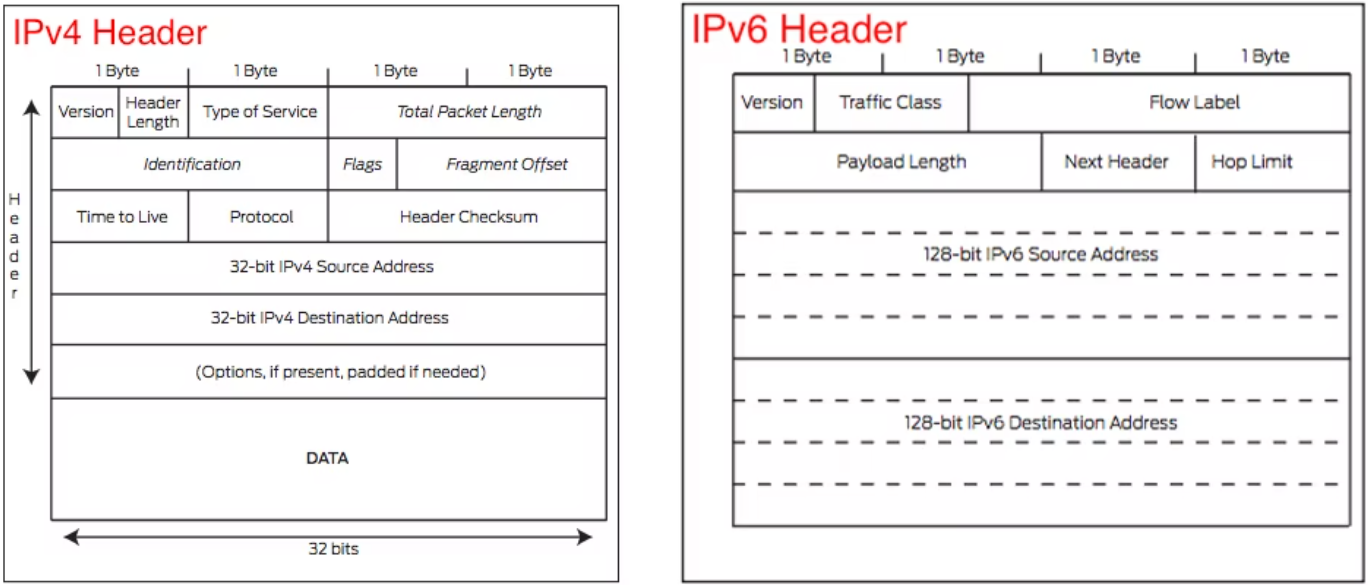 IPv4 Header
1 Byte 1 Byte 1 Byte 1 Byte
Version Header Length Type of Service Total Packet Length
Identification Flags Fragment Offset
Time to Live Protocol Header Checksum
32-bit IPv4 Source Address
32-bit IPv4 Destination Address
(Options, if present, padded if needed)
DATA
32 bits
Header
IPv6 Header
1 Byte 1 Byte 1 Byte 1 Byte
Version Traffic Class Flow Label
Payload Length Next Header Hop Limit
128-bit IPv6 Source Address
128-bit IPv6 Destination Address